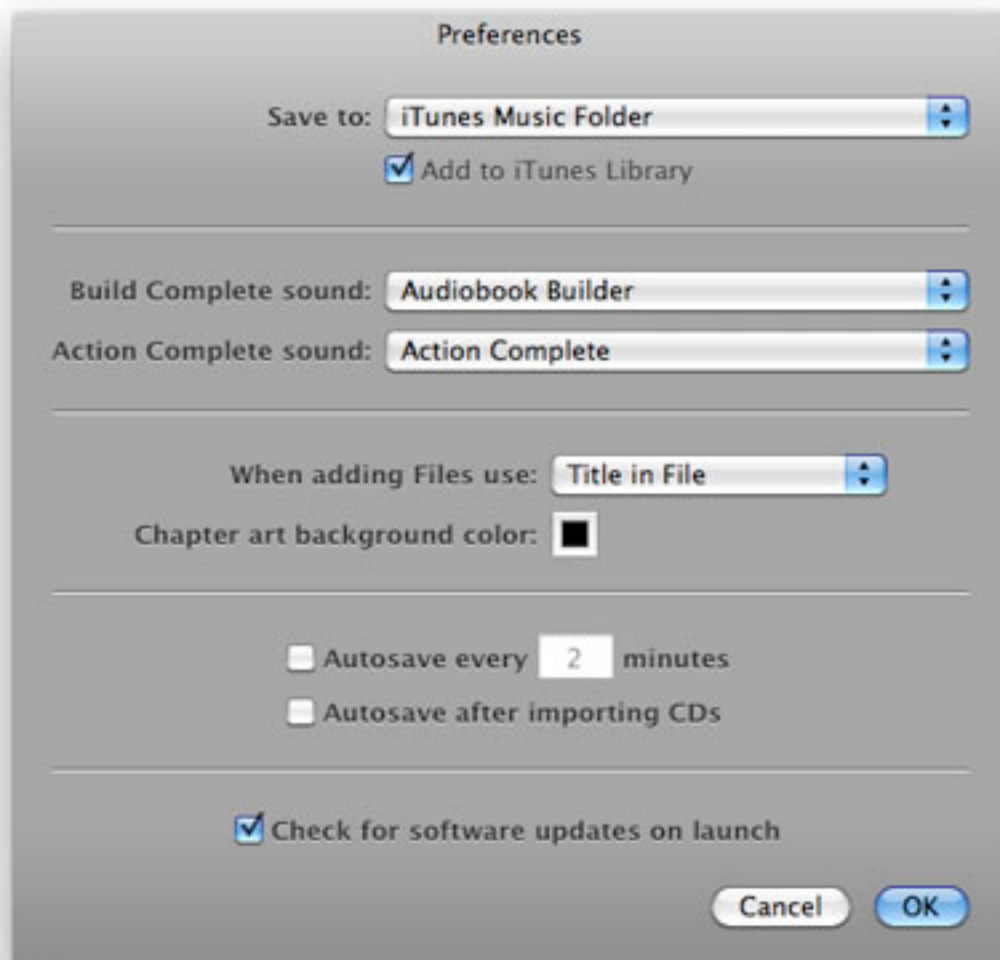 Preferences
Save to: iTunes Music Folder
Add to iTunes Library
Build Complete sound: Audiobook Builder
Action Complete sound: Action Complete
When adding Files use: Title in File
Chapter art background color:
Autosave every 2 minutes
Autosave after importing CDs
Check for software updates on launch
Cancel OK